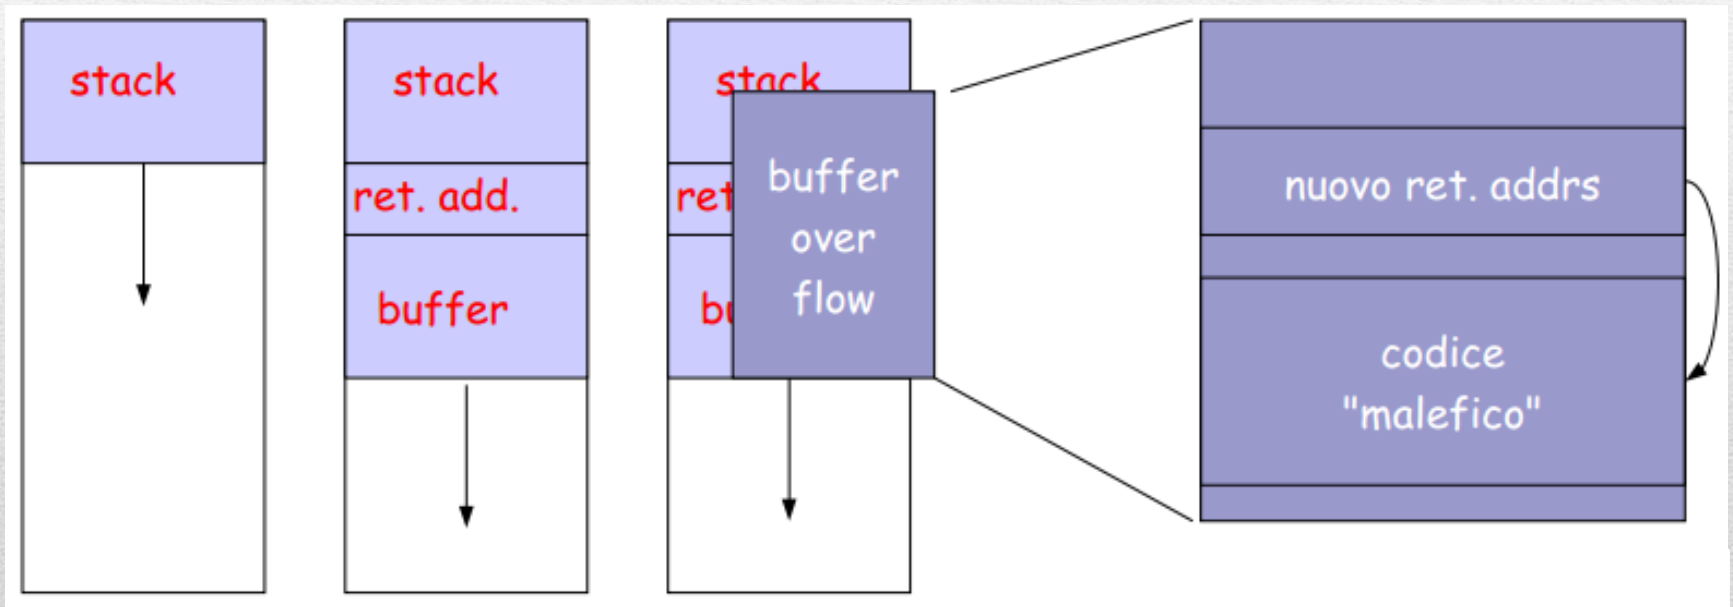 stack
stack
ret. add.
buffer
stack
ret
bu
buffer
over
flow
nuovo ret. addrs
codice
"malefico"